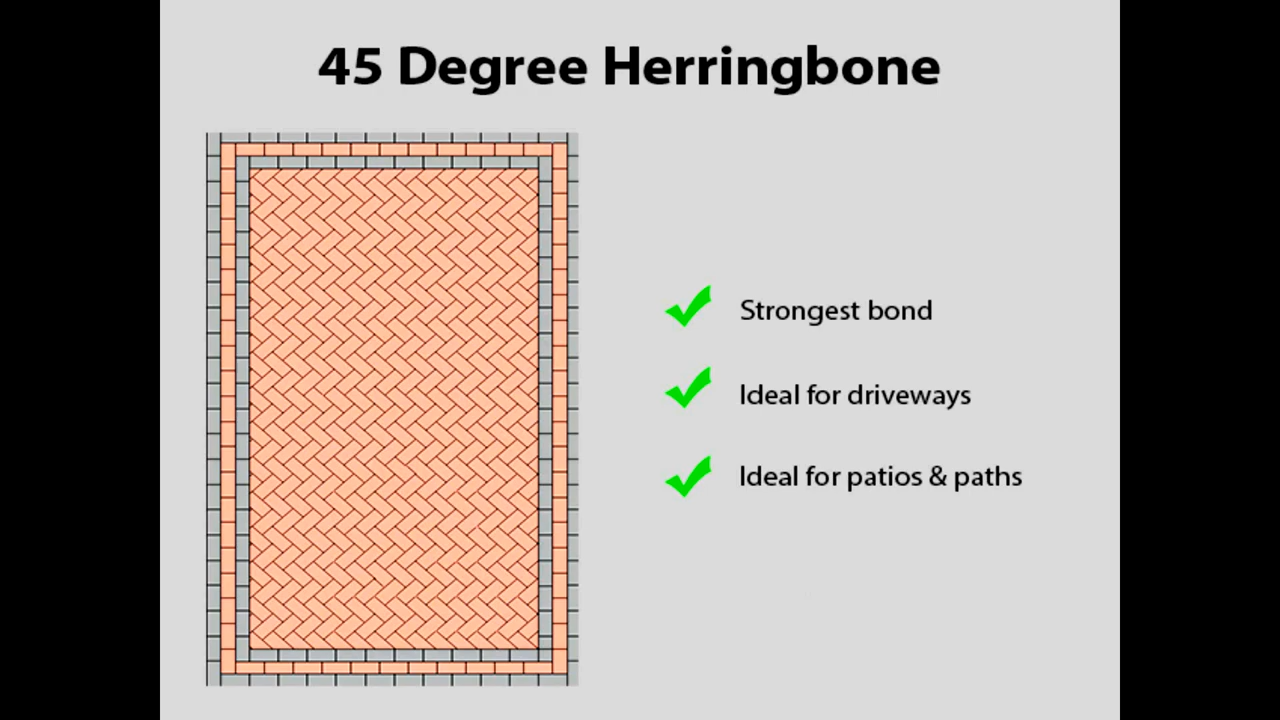 45 Degree Herringbone
Strongest bond
Ideal for driveways
Ideal for patios & paths